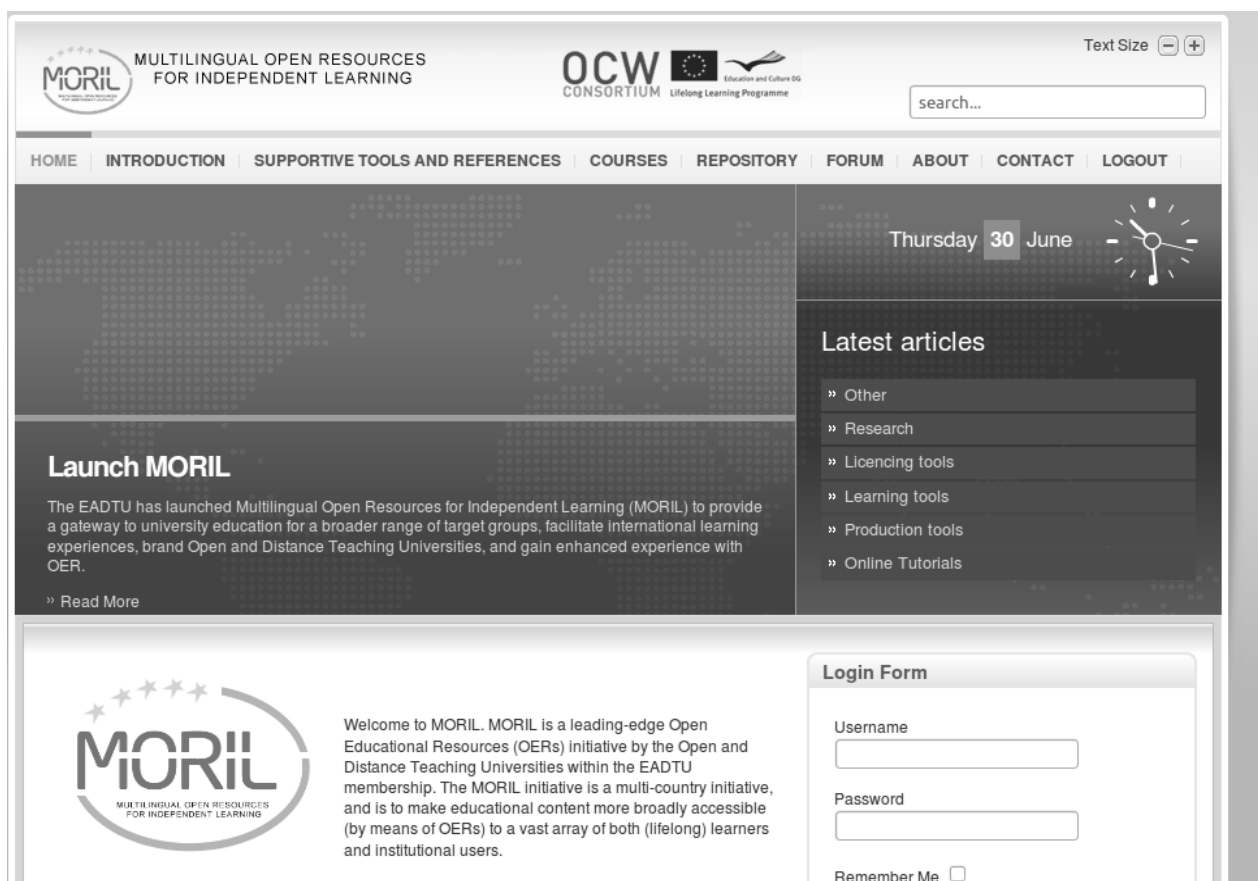 MORIL
MULTILINGUAL OPEN RESOURCES
FOR INDEPENDENT LEARNING
MULTILINGUAL OPEN RESOURCES
FOR INDEPENDENT LEARNING
OCW
CONSORTIUM
Education and Culture DG
Lifelong Learning Programme
Text Size
search...
HOME
INTRODUCTION
SUPPORTIVE TOOLS AND REFERENCES
COURSES
REPOSITORY
FORUM
ABOUT
CONTACT
LOGOUT
Thursday 30 June
Latest articles
» Other
» Research
» Licencing tools
» Learning tools
» Production tools
» Online Tutorials
Launch MORIL
The EADTU has launched Multilingual Open Resources for Independent Learning (MORIL) to provide
a gateway to university education for a broader range of target groups, facilitate international learning
experiences, brand Open and Distance Teaching Universities, and gain enhanced experience with
OER.
» Read More
MORIL
MULTILINGUAL OPEN RESOURCES
FOR INDEPENDENT LEARNING
Welcome to MORIL. MORIL is a leading-edge Open
Educational Resources (OERs) initiative by the Open and
Distance Teaching Universities within the EADTU
membership. The MORIL initiative is a multi-country initiative,
and is to make educational content more broadly accessible
(by means of OERs) to a vast array of both (lifelong) learners
and institutional users.
Login Form
Username
Password
Remember Me